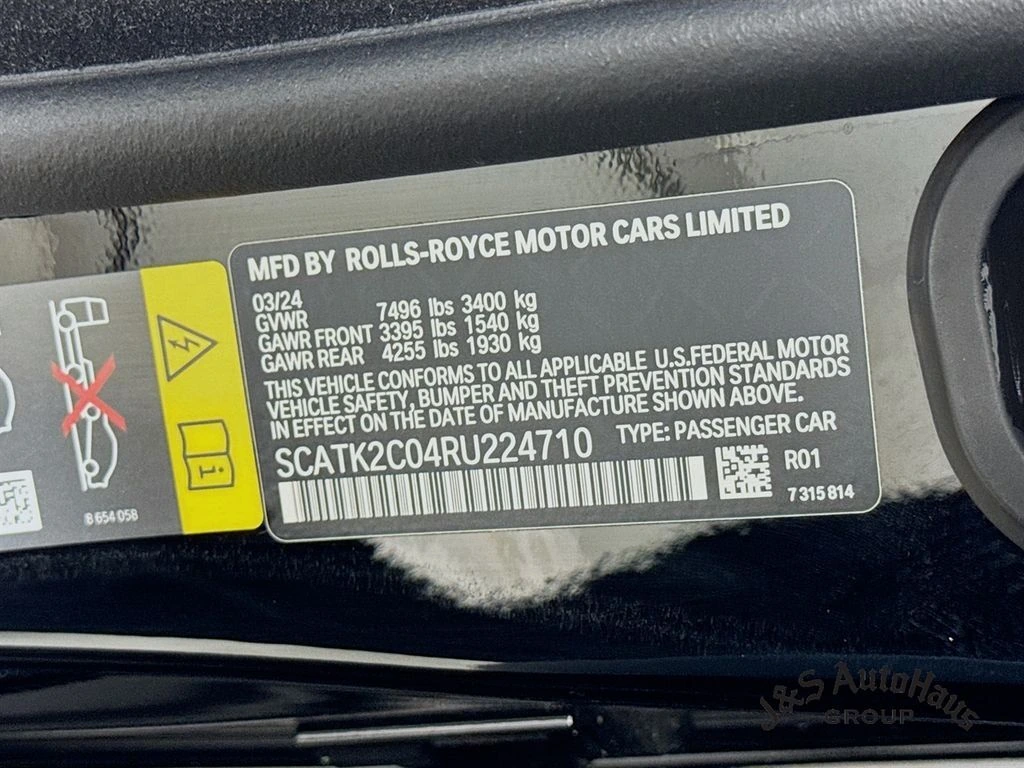 MFD BY ROLLS-ROYCE MOTOR CARS LIMITED
03/24
GVWR 7496 lbs 3400 kg
GAWR FRONT 3395 lbs 1540 kg
GAWR REAR 4255 lbs 1930 kg
THIS VEHICLE CONFORMS TO ALL APPLICABLE U.S.FEDERAL MOTOR
VEHICLE SAFETY, BUMPER AND THEFT PREVENTION STANDARDS
IN EFFECT ON THE DATE OF MANUFACTURE SHOWN ABOVE.
SCATK2C04RU224710 TYPE: PASSENGER CAR
R01
7 315 814
8 654 058
J&S AutoHaus
GROUP